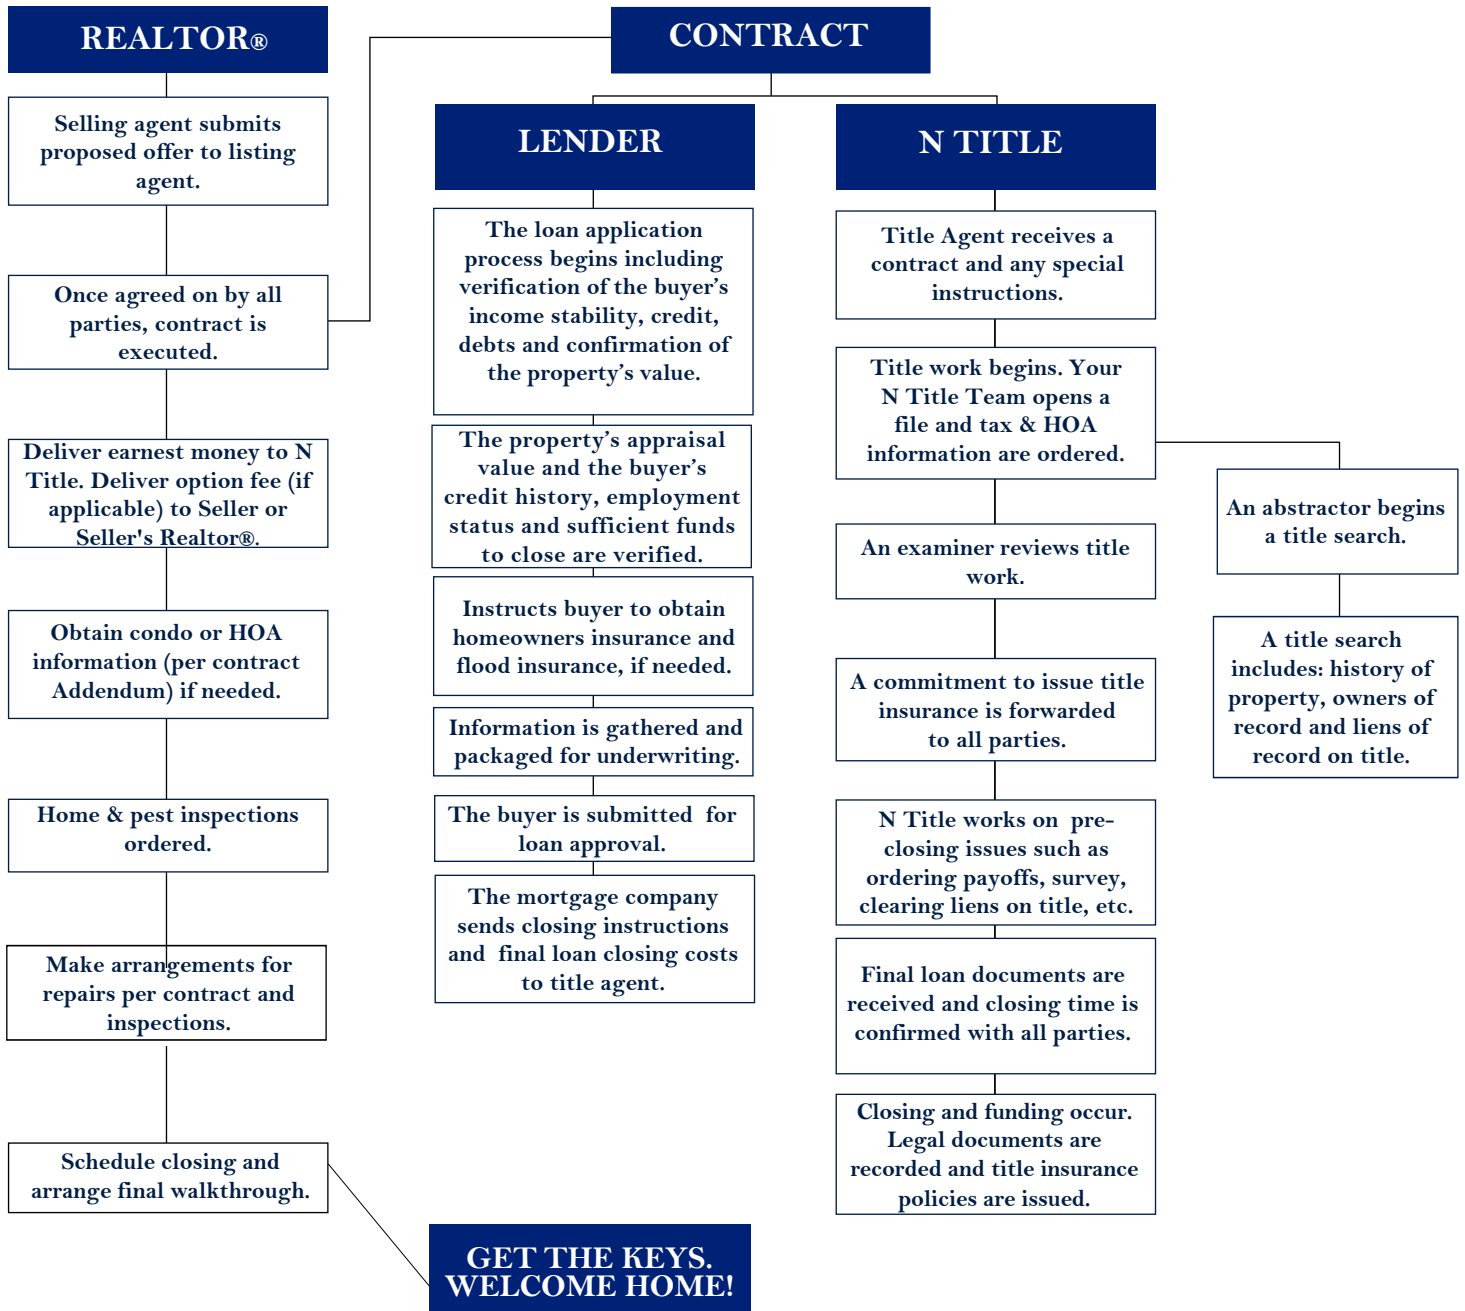 REALTOR®
Selling agent submits
proposed offer to listing
agent.
Once agreed on by all
parties, contract is
executed.
Deliver earnest money to N
Title. Deliver option fee (if
applicable) to Seller or
Seller's Realtor®.
Obtain condo or HOA
information (per contract
Addendum) if needed.
Home & pest inspections
ordered.
Make arrangements for
repairs per contract and
inspections.
Schedule closing and
arrange final walkthrough.
CONTRACT
LENDER
The loan application
process begins including
verification of the buyer’s
income stability, credit,
debts and confirmation of
the property’s value.
The property’s appraisal
value and the buyer’s
credit history, employment
status and sufficient funds
to close are verified.
Instructs buyer to obtain
homeowners insurance and
flood insurance, if needed.
Information is gathered and
packaged for underwriting.
The buyer is submitted for
loan approval.
The mortgage company
sends closing instructions
and final loan closing costs
to title agent.
N TITLE
Title Agent receives a
contract and any special
instructions.
Title work begins. Your
N Title Team opens a
file and tax & HOA
information are ordered.
An examiner reviews title
work.
A commitment to issue title
insurance is forwarded
to all parties.
N Title works on pre-
closing issues such as
ordering payoffs, survey,
clearing liens on title, etc.
Final loan documents are
received and closing time is
confirmed with all parties.
Closing and funding occur.
Legal documents are
recorded and title insurance
policies are issued.
An abstractor begins
a title search.
A title search
includes: history of
property, owners of
record and liens of
record on title.
GET THE KEYS.
WELCOME HOME!